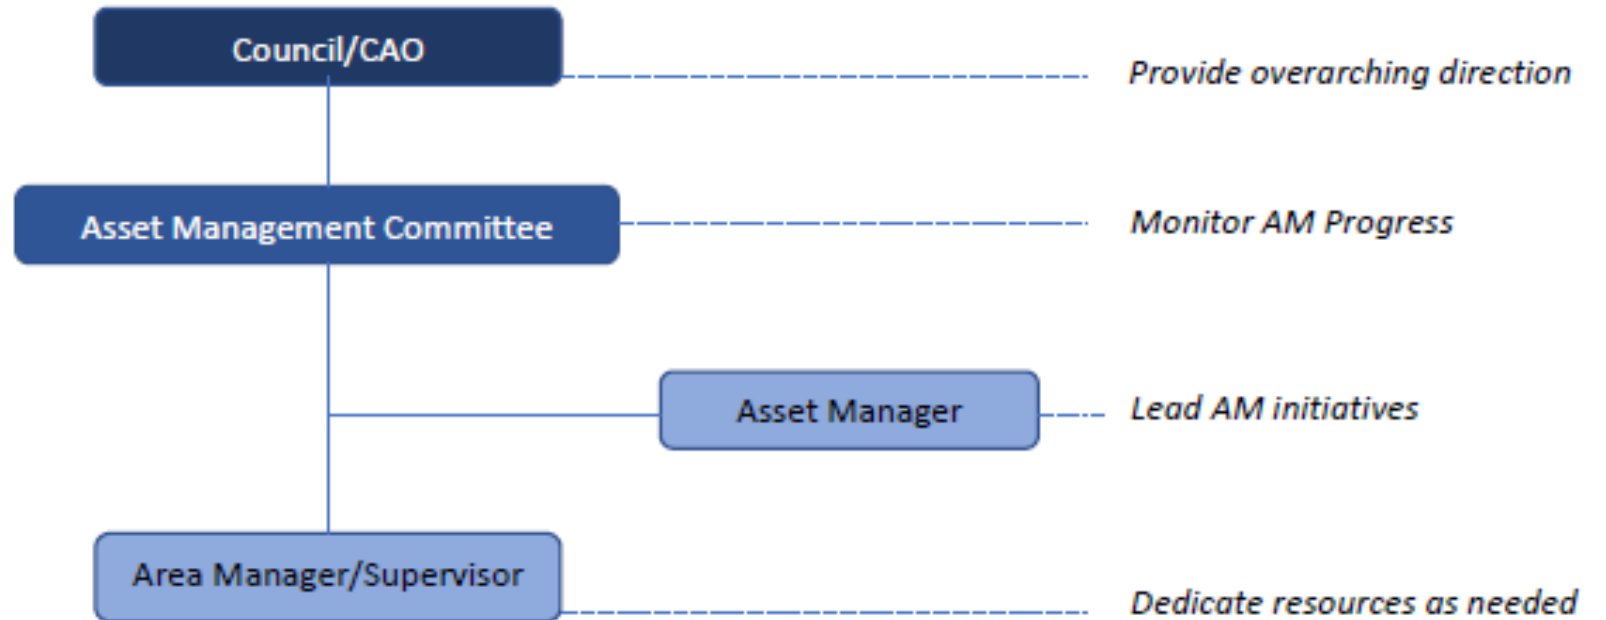 Council/CAO
Provide overarching direction
Asset Management Committee
Monitor AM Progress
Asset Manager
Lead AM initiatives
Area Manager/Supervisor
Dedicate resources as needed